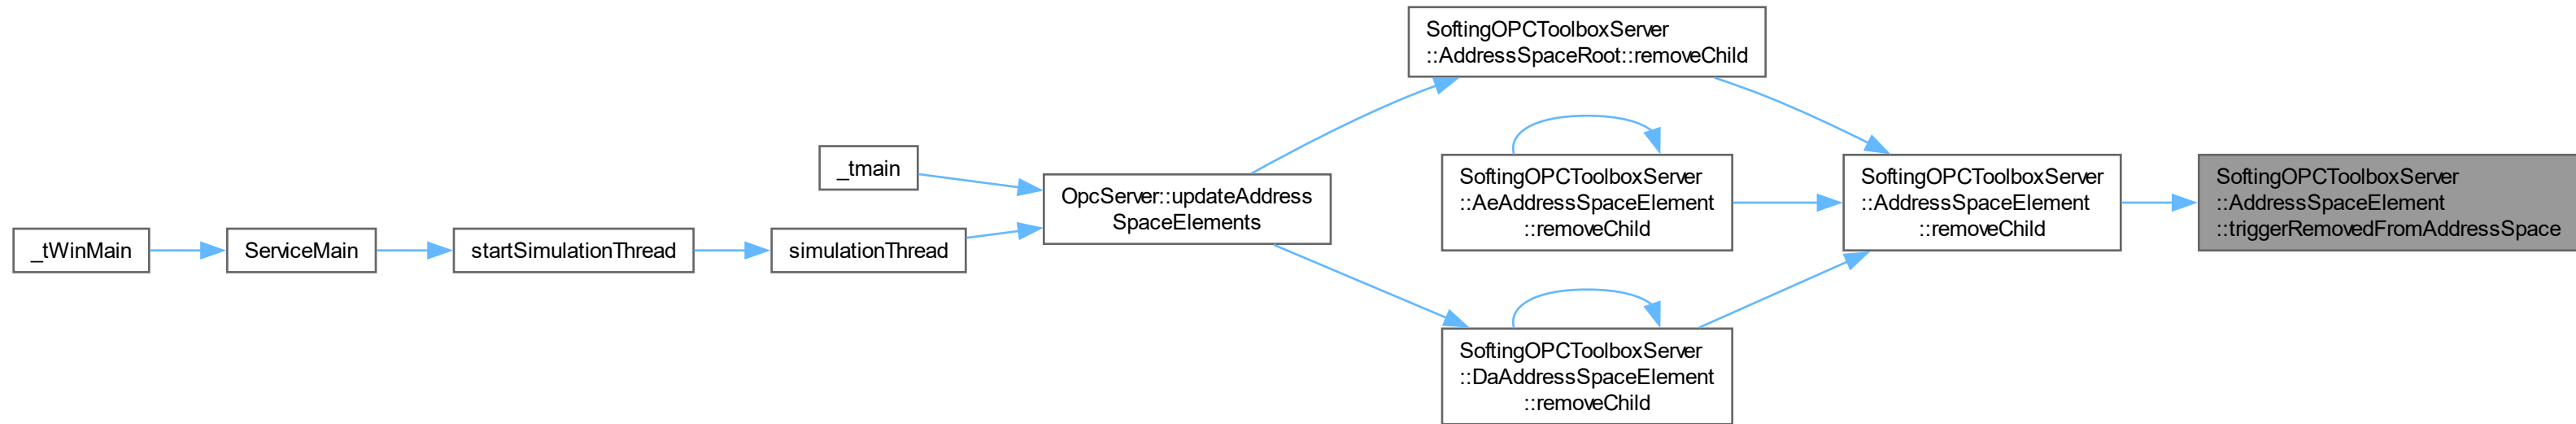 _tWinMain
ServiceMain
startSimulationThread
simulationThread
_tmain
OpcServer::updateAddress
SpaceElements
SoftingOPCToolboxServer
::AddressSpaceRoot::removeChild
SoftingOPCToolboxServer
::AeAddressSpaceElement
::removeChild
SoftingOPCToolboxServer
::DaAddressSpaceElement
::removeChild
SoftingOPCToolboxServer
::AddressSpaceElement
::removeChild
SoftingOPCToolboxServer
::AddressSpaceElement
::triggerRemovedFromAddressSpace